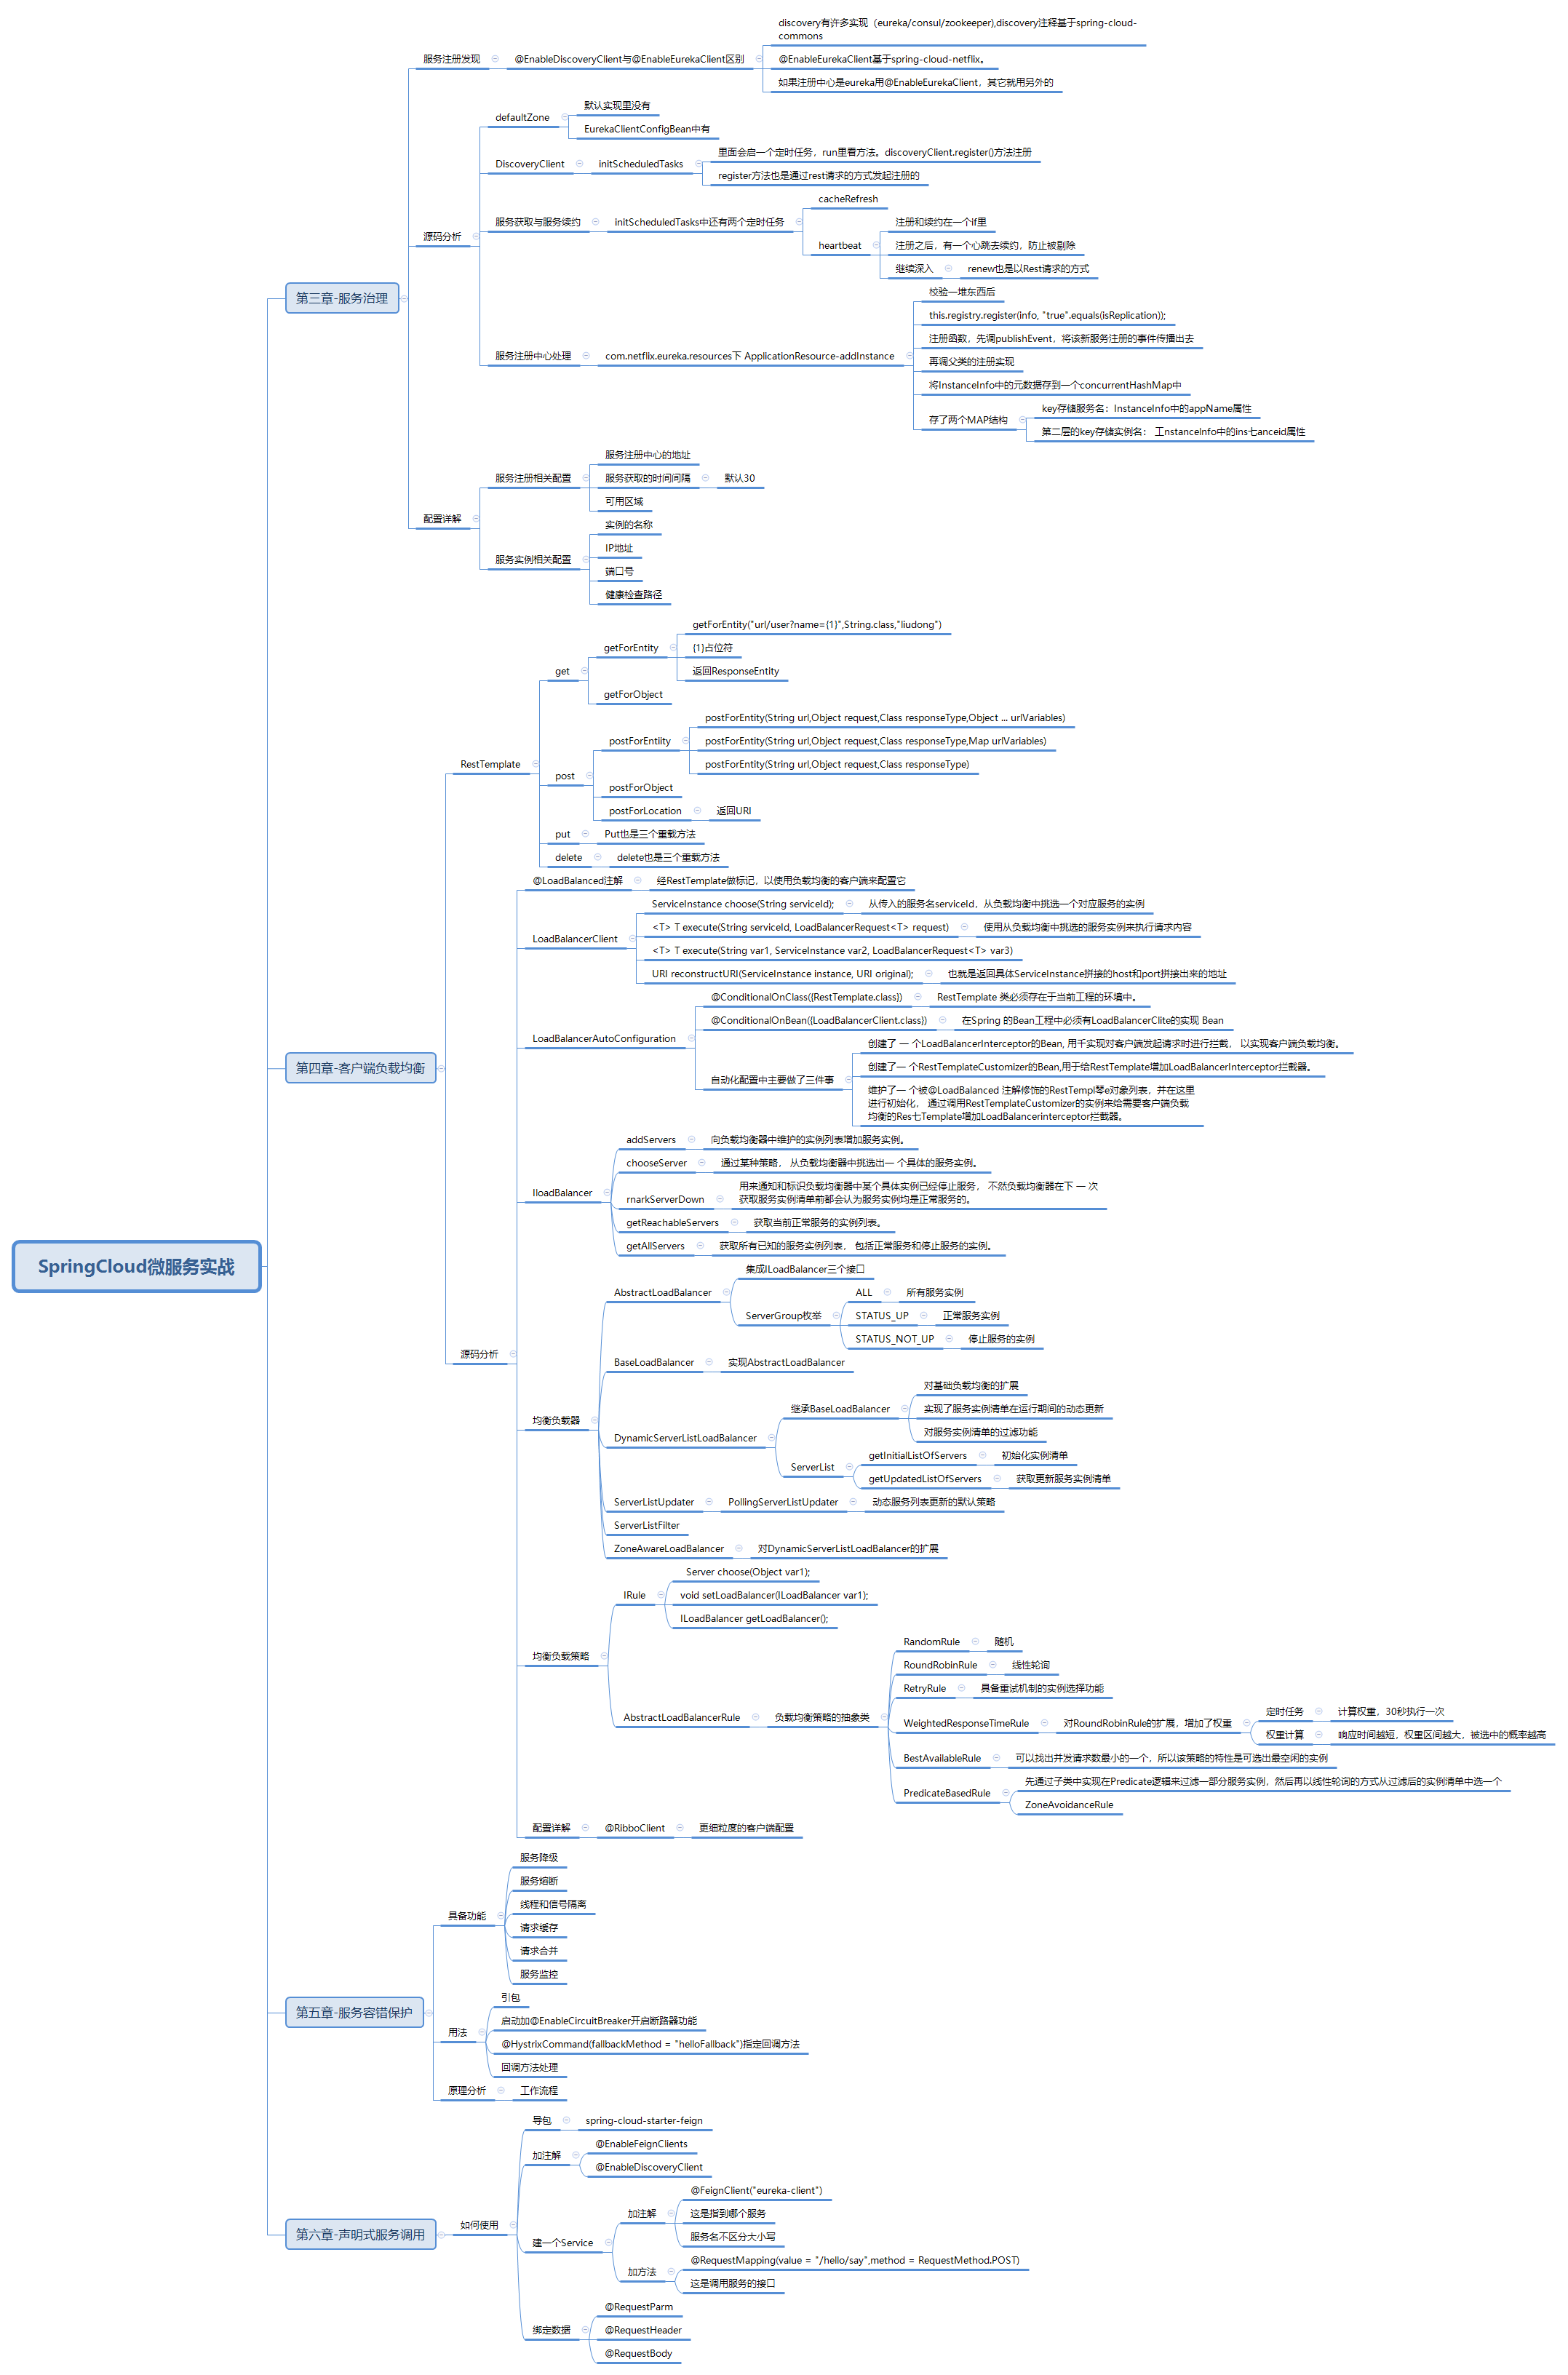 SpringCloud微服务实战
第三章-服务治理
服务注册发现
@EnableDiscoveryClient与@EnableEurekaClient区别
discovery有许多实现（eureka/consul/zookeeper),discovery注释基于spring-cloud-
commons
@EnableEurekaClient基于spring-cloud-netflix。
如果注册中心是eureka用@EnableEurekaClient，其它就用另外的
源码分析
defaultZone
默认实现里没有
EurekaClientConfigBean中有
DiscoveryClient
initScheduledTasks
里面会启一个定时任务，run里看方法。discoveryClient.register()方法注册
register方法也是通过rest请求的方式发起注册的
服务获取与服务续约
initScheduledTasks中还有两个定时任务
cacheRefresh
heartbeat
注册和续约在一个if里
注册之后，有一个心跳去续约，防止被剔除
继续深入
renew也是以Rest请求的方式
服务注册中心处理
com.netflix.eureka.resources下 ApplicationResource-addInstance
校验一堆东西后
this.registry.register(info, "true".equals(isReplication));
注册函数，先调publishEvent，将该新服务注册的事件传播出去
再调父类的注册实现
将InstanceInfo中的元数据存到一个concurrentHashMap中
存了两个MAP结构
key存储服务名：InstanceInfo中的appName属性
第二层的key存储实例名： 工nstanceInfo中的ins七anceid属性
配置详解
服务注册相关配置
服务注册中心的地址
服务获取的时间间隔
默认30
可用区域
服务实例相关配置
实例的名称
IP地址
端口号
健康检查路径
第四章-客户端负载均衡
RestTemplate
get
getForEntity
getForEntity("url/user?name={1}",String.class,"liudong")
{1}占位符
返回ResponseEntity
getForObject
post
postForEntiity
postForEntity(String url,Object request,Class responseType,Object ... urlVariables)
postForEntity(String url,Object request,Class responseType,Map urlVariables)
postForEntity(String url,Object request,Class responseType)
postForObject
postForLocation
返回URI
put
Put也是三个重载方法
delete
delete也是三个重载方法
源码分析
@LoadBalanced注解
经RestTemplate做标记，以使用负载均衡的客户端来配置它
LoadBalancerClient
ServiceInstance choose(String serviceId);
从传入的服务名serviceId，从负载均衡中挑选一个对应服务的实例
<T> T execute(String serviceId, LoadBalancerRequest<T> request)
使用从负载均衡中挑选的服务实例来执行请求内容
<T> T execute(String var1, ServiceInstance var2, LoadBalancerRequest<T> var3)
URI reconstructURI(ServiceInstance instance, URI original);
也就是返回具体ServiceInstance拼接的host和port拼接出来的地址
LoadBalancerAutoConfiguration
@ConditionalOnClass({RestTemplate.class})
RestTemplate 类必须存在于当前工程的环境中。
@ConditionalOnBean({LoadBalancerClient.class})
在Spring 的Bean工程中必须有LoadBalancerClite的实现 Bean
自动化配置中主要做了三件事
创建了 一 个LoadBalancerInterceptor的Bean, 用千实现对客户端发起请求时进行拦截， 以实现客户端负载均衡。
创建了一 个RestTemplateCustomizer的Bean,用于给RestTemplate增加LoadBalancerInterceptor拦截器。
维护了一 个被@LoadBalanced 注解修饰的RestTempl琴e对象列表，并在这里
进行初始化， 通过调用RestTemplateCustomizer的实例来给需要客户端负载
均衡的Res七Template增加LoadBalancerinterceptor拦截器。
IloadBalancer
addServers
向负载均衡器中维护的实例列表增加服务实例。
chooseServer
通过某种策略， 从负载均衡器中挑选出一 个具体的服务实例。
rnarkServerDown
用来通知和标识负载均衡器中某个具体实例已经停止服务， 不然负载均衡器在下 一 次
获取服务实例清单前都会认为服务实例均是正常服务的。
getReachableServers
获取当前正常服务的实例列表。
getAllServers
获取所有已知的服务实例列表， 包括正常服务和停止服务的实例。
均衡负载器
AbstractLoadBalancer
集成ILoadBalancer三个接口
ServerGroup枚举
ALL
所有服务实例
STATUS_UP
正常服务实例
STATUS_NOT_UP
停止服务的实例
BaseLoadBalancer
实现AbstractLoadBalancer
DynamicServerListLoadBalancer
继承BaseLoadBalancer
对基础负载均衡的扩展
实现了服务实例清单在运行期间的动态更新
对服务实例清单的过滤功能
ServerList
getInitialListOfServers
初始化实例清单
getUpdatedListOfServers
获取更新服务实例清单
ServerListUpdater
PollingServerListUpdater
动态服务列表更新的默认策略
ServerListFilter
ZoneAwareLoadBalancer
对DynamicServerListLoadBalancer的扩展
均衡负载策略
IRule
Server choose(Object var1);
void setLoadBalancer(ILoadBalancer var1);
ILoadBalancer getLoadBalancer();
AbstractLoadBalancerRule
负载均衡策略的抽象类
RandomRule
随机
RoundRobinRule
线性轮询
RetryRule
具备重试机制的实例选择功能
WeightedResponseTimeRule
对RoundRobinRule的扩展，增加了权重
定时任务
计算权重，30秒执行一次
权重计算
响应时间越短，权重区间越大，被选中的概率越高
BestAvailableRule
可以找出并发请求数最小的一个，所以该策略的特性是可选出最空闲的实例
PredicateBasedRule
先通过子类中实现在Predicate逻辑来过滤一部分服务实例，然后再以线性轮询的方式从过滤后的实例清单中选一个
ZoneAvoidanceRule
配置详解
@RibboClient
更细粒度的客户端配置
第五章-服务容错保护
具备功能
服务降级
服务熔断
线程和信号隔离
请求缓存
请求合并
服务监控
用法
引包
启动加@EnableCircuitBreaker开启断路器功能
@HystrixCommand(fallbackMethod = "helloFallback")指定回调方法
回调方法处理
原理分析
工作流程
第六章-声明式服务调用
如何使用
导包
spring-cloud-starter-feign
加注解
@EnableFeignClients
@EnableDiscoveryClient
建一个Service
加注解
@FeignClient("eureka-client")
这是指到哪个服务
服务名不区分大小写
加方法
@RequestMapping(value = "/hello/say",method = RequestMethod.POST)
这是调用服务的接口
绑定数据
@RequestParm
@RequestHeader
@RequestBody